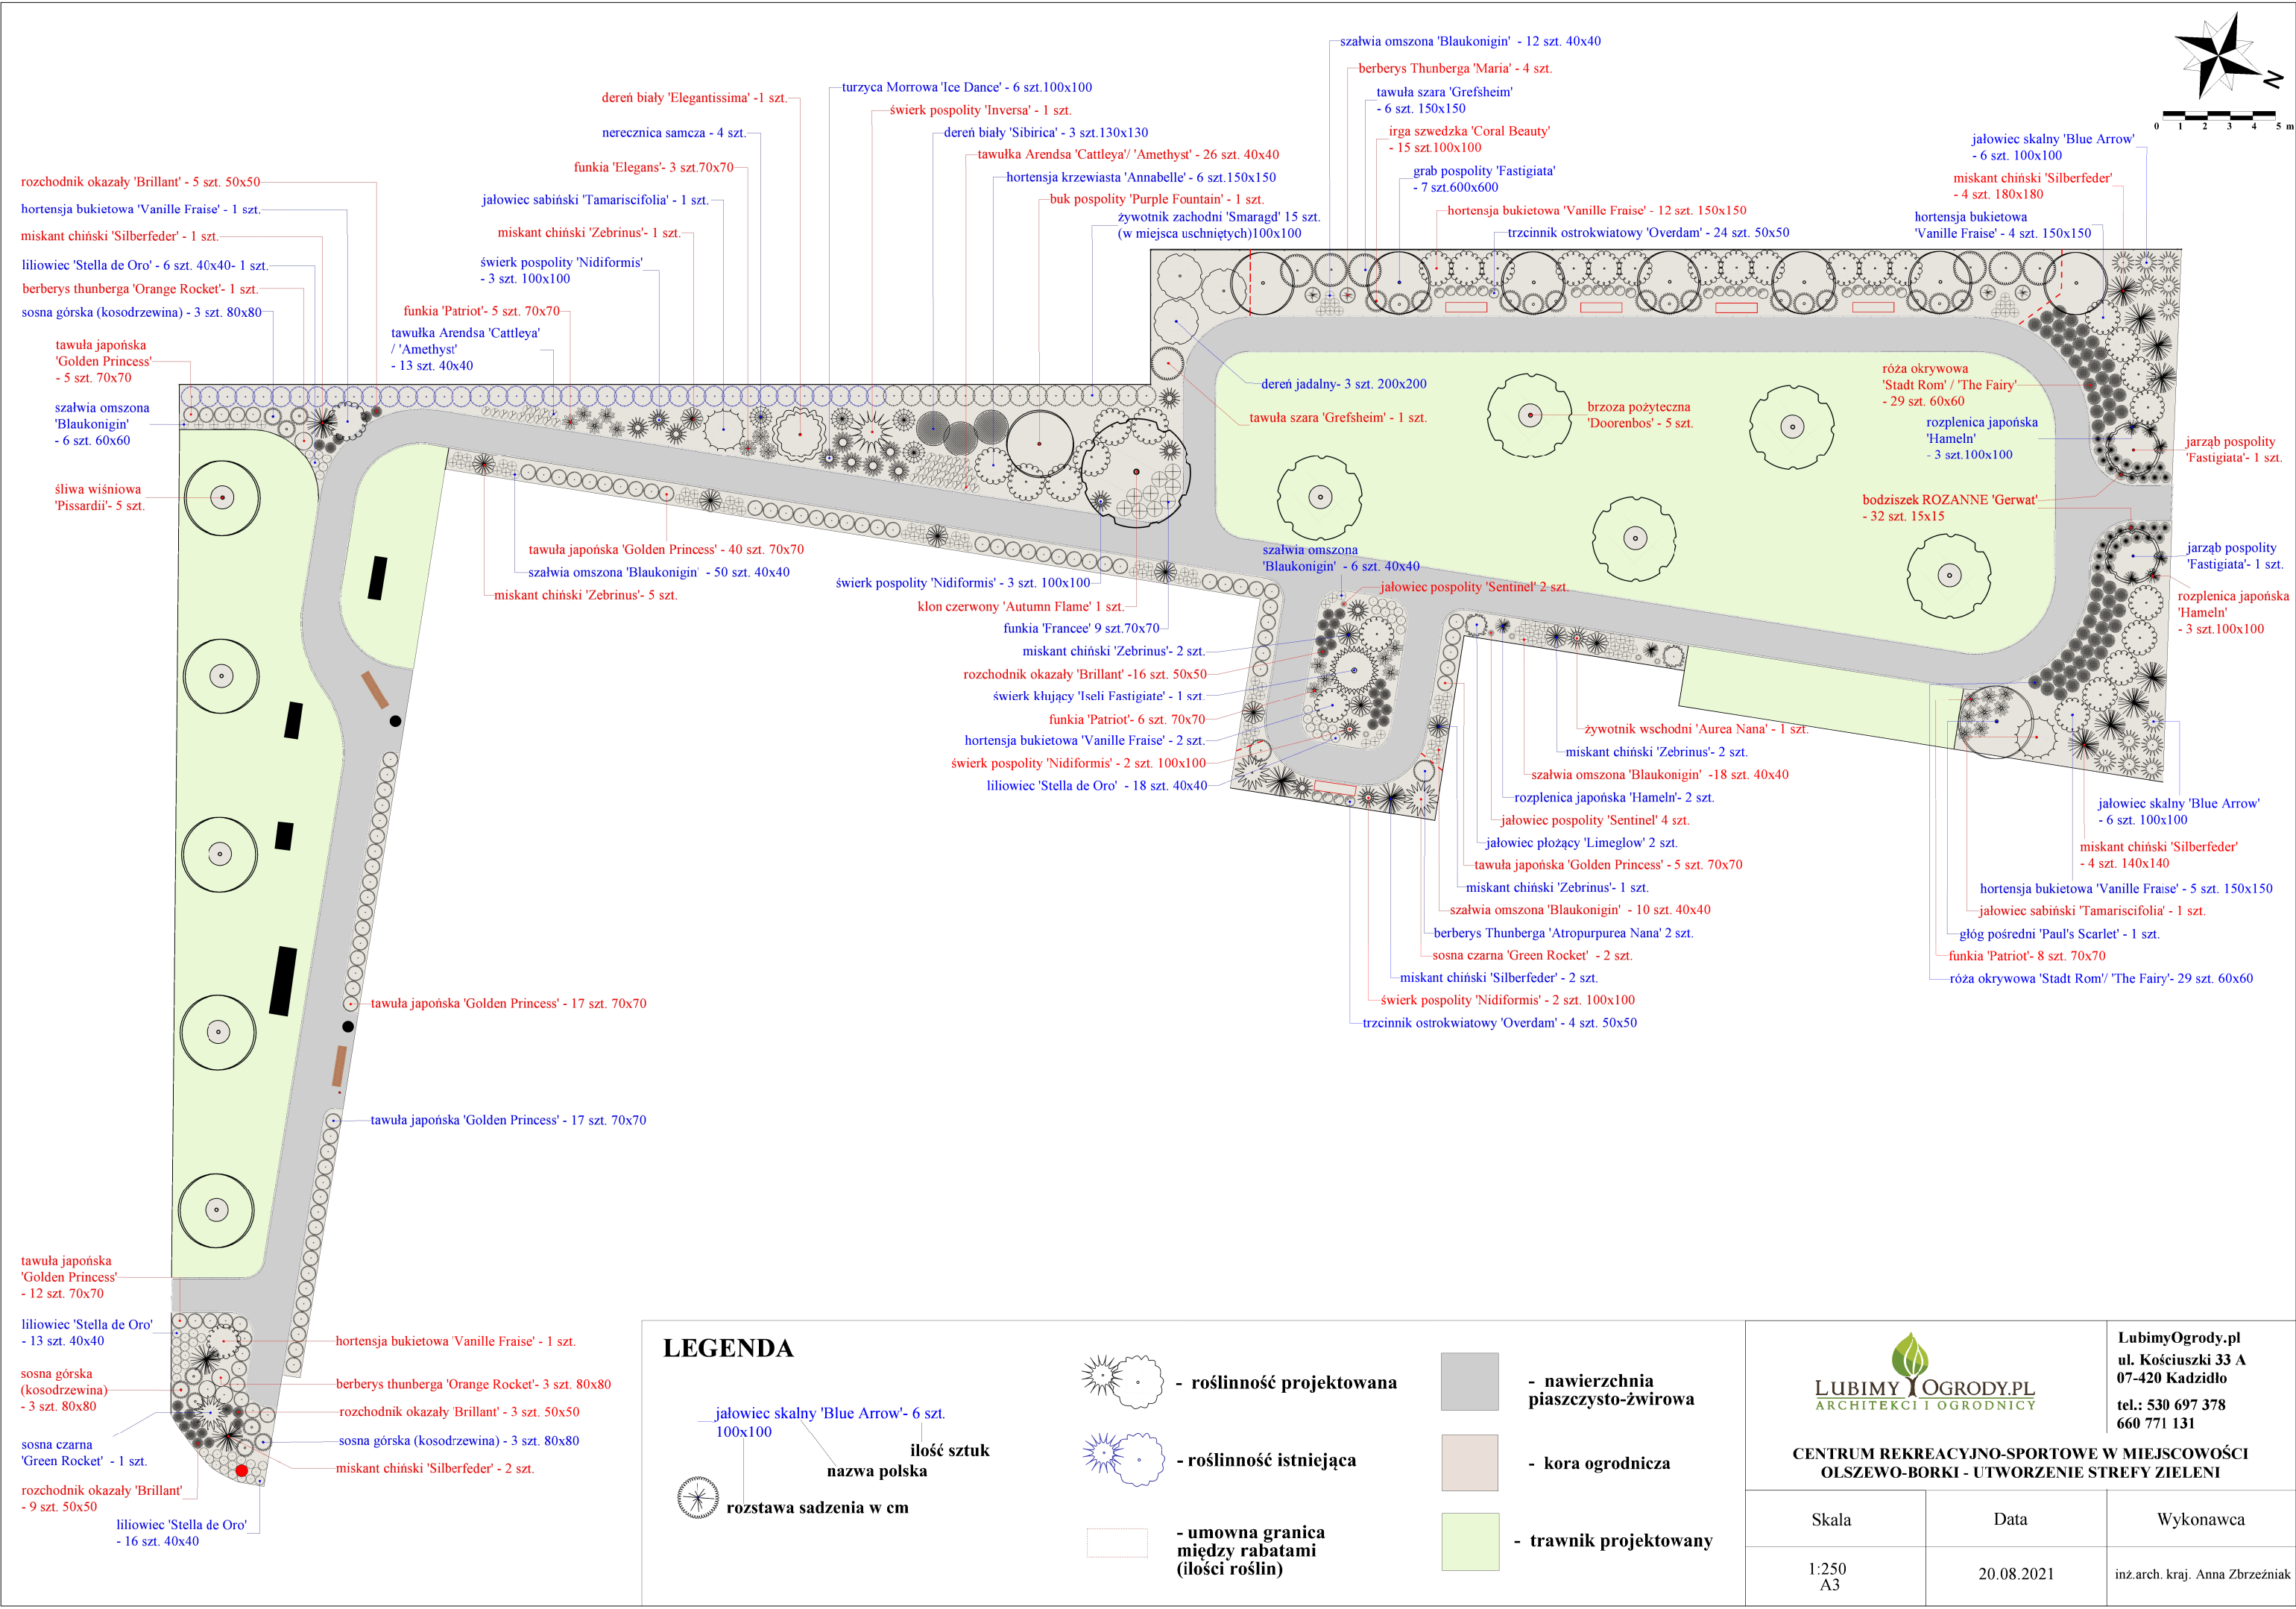 szałwia omszona 'Blaukonigin' - 12 szt. 40x40
berberys Thunberga 'Maria' - 4 szt.
tawuła szara 'Grefsheim'
- 6 szt. 150x150
irga szwedzka 'Coral Beauty'
- 15 szt.100x100
grab pospolity 'Fastigiata'
- 7 szt.600x600
hortensja bukietowa 'Vanille Fraise' - 12 szt. 150x150
trzcinnik ostrokwiatowy 'Overdam' - 24 szt. 50x50
N
0 1 2 3 4 5 m
jałowiec skalny 'Blue Arrow'
- 6 szt. 100x100
miskant chiński 'Silberfeder'
- 4 szt. 180x180
hortensja bukietowa
'Vanille Fraise' - 4 szt. 150x150
dereń biały 'Elegantissima' -1 szt.
nerecznica samcza - 4 szt.
funkia 'Elegans'- 3 szt.70x70
jałowiec sabiński 'Tamariscifolia' - 1 szt.
miskant chiński 'Zebrinus'- 1 szt.
świerk pospolity 'Nidiformis'
- 3 szt. 100x100
funkia 'Patriot'- 5 szt. 70x70
tawułka Arendsa 'Cattleya'
/ 'Amethyst'
- 13 szt. 40x40
turzyca Morrowa 'Ice Dance' - 6 szt.100x100
świerk pospolity 'Inversa' - 1 szt.
dereń biały 'Sibirica' - 3 szt.130x130
tawułka Arendsa 'Cattleya'/ 'Amethyst' - 26 szt. 40x40
hortensja krzewiasta 'Annabelle' - 6 szt.150x150
buk pospolity 'Purple Fountain' - 1 szt.
żywotnik zachodni 'Smaragd' 15 szt.
(w miejsca uschniętych)100x100
rozchodnik okazały 'Brillant' - 5 szt. 50x50
hortensja bukietowa 'Vanille Fraise' - 1 szt.
miskant chiński 'Silberfeder' - 1 szt.
liliowiec 'Stella de Oro' - 6 szt. 40x40- 1 szt.
berberys thunberga 'Orange Rocket'- 1 szt.
sosna górska (kosodrzewina) - 3 szt. 80x80
tawuła japońska
'Golden Princess'
- 5 szt. 70x70
szałwia omszona
'Blaukonigin'
- 6 szt. 60x60
śliwa wiśniowa
'Pissardii'- 5 szt.
dereń jadalny- 3 szt. 200x200
tawuła szara 'Grefsheim' - 1 szt.
brzoza pożyteczna
'Doorenbos' - 5 szt.
róża okrywowa
'Stadt Rom' / 'The Fairy'
- 29 szt. 60x60
rozplenica japońska
'Hameln'
- 3 szt.100x100
bodziszek ROZANNE 'Gerwat'
- 32 szt. 15x15
jarząb pospolity
'Fastigiata'- 1 szt.
jarząb pospolity
'Fastigiata'- 1 szt.
rozplenica japońska
'Hameln'
- 3 szt.100x100
tawuła japońska 'Golden Princess' - 40 szt. 70x70
szałwia omszona 'Blaukonigin' - 50 szt. 40x40
miskant chiński 'Zebrinus'- 5 szt.
szałwia omszona
'Blaukonigin' - 6 szt. 40x40
jałowiec pospolity 'Sentinel' 2 szt.
świerk pospolity 'Nidiformis' - 3 szt. 100x100
klon czerwony 'Autumn Flame' 1 szt.
funkia 'Francee' 9 szt.70x70
miskant chiński 'Zebrinus'- 2 szt.
rozchodnik okazały 'Brillant' -16 szt. 50x50
świerk kłujący 'Iseli Fastigiate' - 1 szt.
funkia 'Patriot'- 6 szt. 70x70
hortensja bukietowa 'Vanille Fraise' - 2 szt.
świerk pospolity 'Nidiformis' - 2 szt. 100x100
liliowiec 'Stella de Oro' - 18 szt. 40x40
żywotnik wschodni 'Aurea Nana' - 1 szt.
miskant chiński 'Zebrinus'- 2 szt.
szałwia omszona 'Blaukonigin' -18 szt. 40x40
rozplenica japońska 'Hameln'- 2 szt.
jałowiec pospolity 'Sentinel' 4 szt.
jałowiec płożący 'Limeglow' 2 szt.
tawuła japońska 'Golden Princess' - 5 szt. 70x70
miskant chiński 'Zebrinus'- 1 szt.
szałwia omszona 'Blaukonigin' - 10 szt. 40x40
berberys Thunberga 'Atropurpurea Nana' 2 szt.
sosna czarna 'Green Rocket' - 2 szt.
miskant chiński 'Silberfeder' - 2 szt.
świerk pospolity 'Nidiformis' - 2 szt. 100x100
trzcinnik ostrokwiatowy 'Overdam' - 4 szt. 50x50
jałowiec skalny 'Blue Arrow'
- 6 szt. 100x100
miskant chiński 'Silberfeder'
- 4 szt. 140x140
hortensja bukietowa 'Vanille Fraise' - 5 szt. 150x150
jałowiec sabiński 'Tamariscifolia' - 1 szt.
głóg pośredni 'Paul's Scarlet' - 1 szt.
funkia 'Patriot'- 8 szt. 70x70
róża okrywowa 'Stadt Rom'/ 'The Fairy'- 29 szt. 60x60
tawuła japońska 'Golden Princess' - 17 szt. 70x70
tawuła japońska 'Golden Princess' - 17 szt. 70x70
tawuła japońska
'Golden Princess'
- 12 szt. 70x70
liliowiec 'Stella de Oro'
- 13 szt. 40x40
sosna górska
(kosodrzewina)
- 3 szt. 80x80
sosna czarna
'Green Rocket' - 1 szt.
rozchodnik okazały 'Brillant'
- 9 szt. 50x50
liliowiec 'Stella de Oro'
- 16 szt. 40x40
hortensja bukietowa 'Vanille Fraise' - 1 szt.
berberys thunberga 'Orange Rocket'- 3 szt. 80x80
rozchodnik okazały 'Brillant' - 3 szt. 50x50
sosna górska (kosodrzewina) - 3 szt. 80x80
miskant chiński 'Silberfeder' - 2 szt.
LEGENDA
jałowiec skalny 'Blue Arrow'- 6 szt.
100x100
ilość sztuk
nazwa polska
rozstawa sadzenia w cm
- roślinność projektowana
- roślinność istniejąca
- umowna granica
między rabatami
(ilości roślin)
- nawierzchnia
piaszczysto-żwirowa
- kora ogrodnicza
- trawnik projektowany
LUBIMY OGRODY.PL
ARCHITEKCI I OGRODNICY
LubimyOgrody.pl
ul. Kościuszki 33 A
07-420 Kadzidło
tel.: 530 697 378
660 771 131
CENTRUM REKREACYJNO-SPORTOWE W MIEJSCOWOŚCI
OLSZEWO-BORKI - UTWORZENIE STREFY ZIELENI
Skala Data Wykonawca
1:250
A3
20.08.2021
inż.arch. kraj. Anna Zbrzeźniak